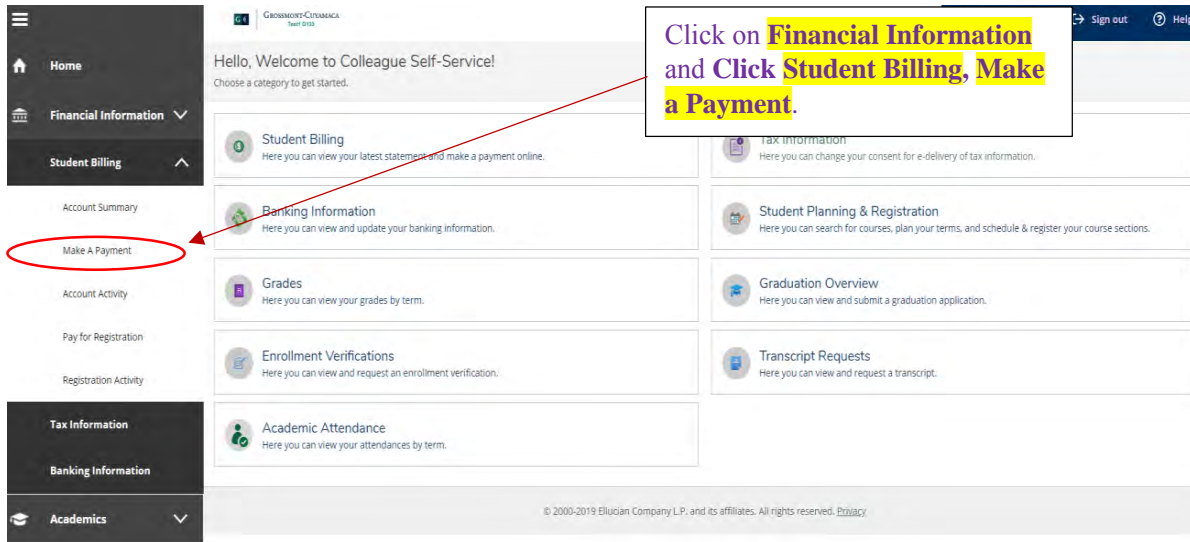 GROSSMONT-CUYAMACA
Sign out
Help
Click on Financial Information
and Click Student Billing, Make
a Payment.
Home
Financial Information
Student Billing
Account Summary
Make A Payment
Account Activity
Pay for Registration
Registration Activity
Tax Information
Banking Information
Academics
Hello, Welcome to Colleague Self-Service!
Choose a category to get started.
Student Billing
Here you can view your latest statement and make a payment online.
Tax Information
Here you can change your consent for e-delivery of tax information.
Banking Information
Here you can view and update your banking information.
Student Planning & Registration
Here you can search for courses, plan your terms, and schedule & register your course sections.
Grades
Here you can view your grades by term.
Graduation Overview
Here you can view and submit a graduation application.
Enrollment Verifications
Here you can view and request an enrollment verification.
Transcript Requests
Here you can view and request a transcript.
Academic Attendance
Here you can view your attendances by term.
© 2000-2019 Ellucian Company L.P. and its affiliates. All rights reserved. Privacy